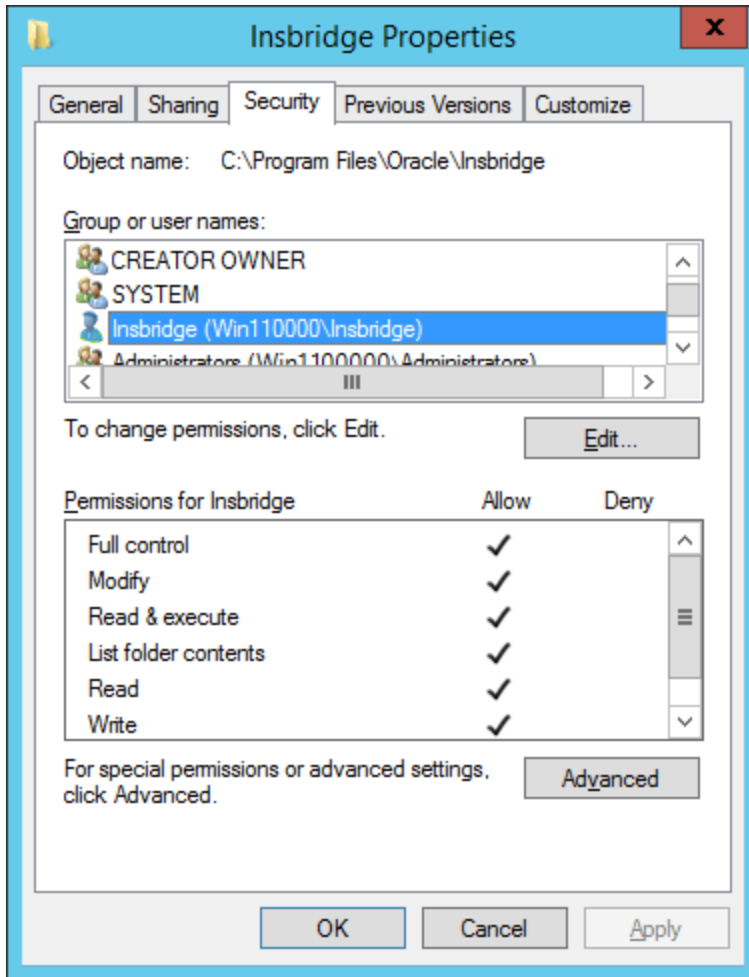 Insbridge Properties
x
General Sharing Security Previous Versions Customize
Object name: C:\Program Files\Oracle\Insbridge
Group or user names:
CREATOR OWNER
SYSTEM
Insbridge (Win110000\Insbridge)
Administrators (Win1100000\Administrators)
To change permissions, click Edit.
Edit...
Permissions for Insbridge Allow Deny
Full control
Modify
Read & execute
List folder contents
Read
Write
For special permissions or advanced settings,
click Advanced.
Advanced
OK Cancel Apply